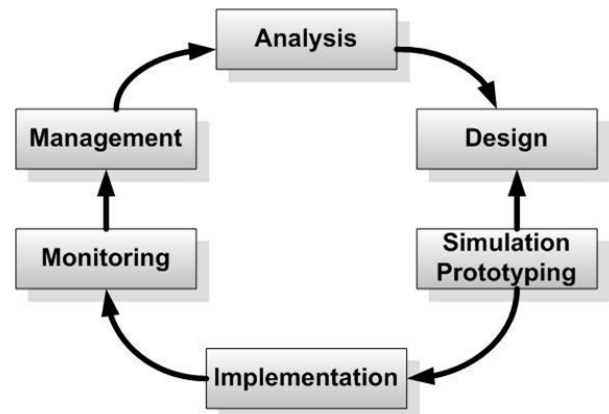 Analysis
Management
Design
Monitoring
Simulation
Prototyping
Implementation